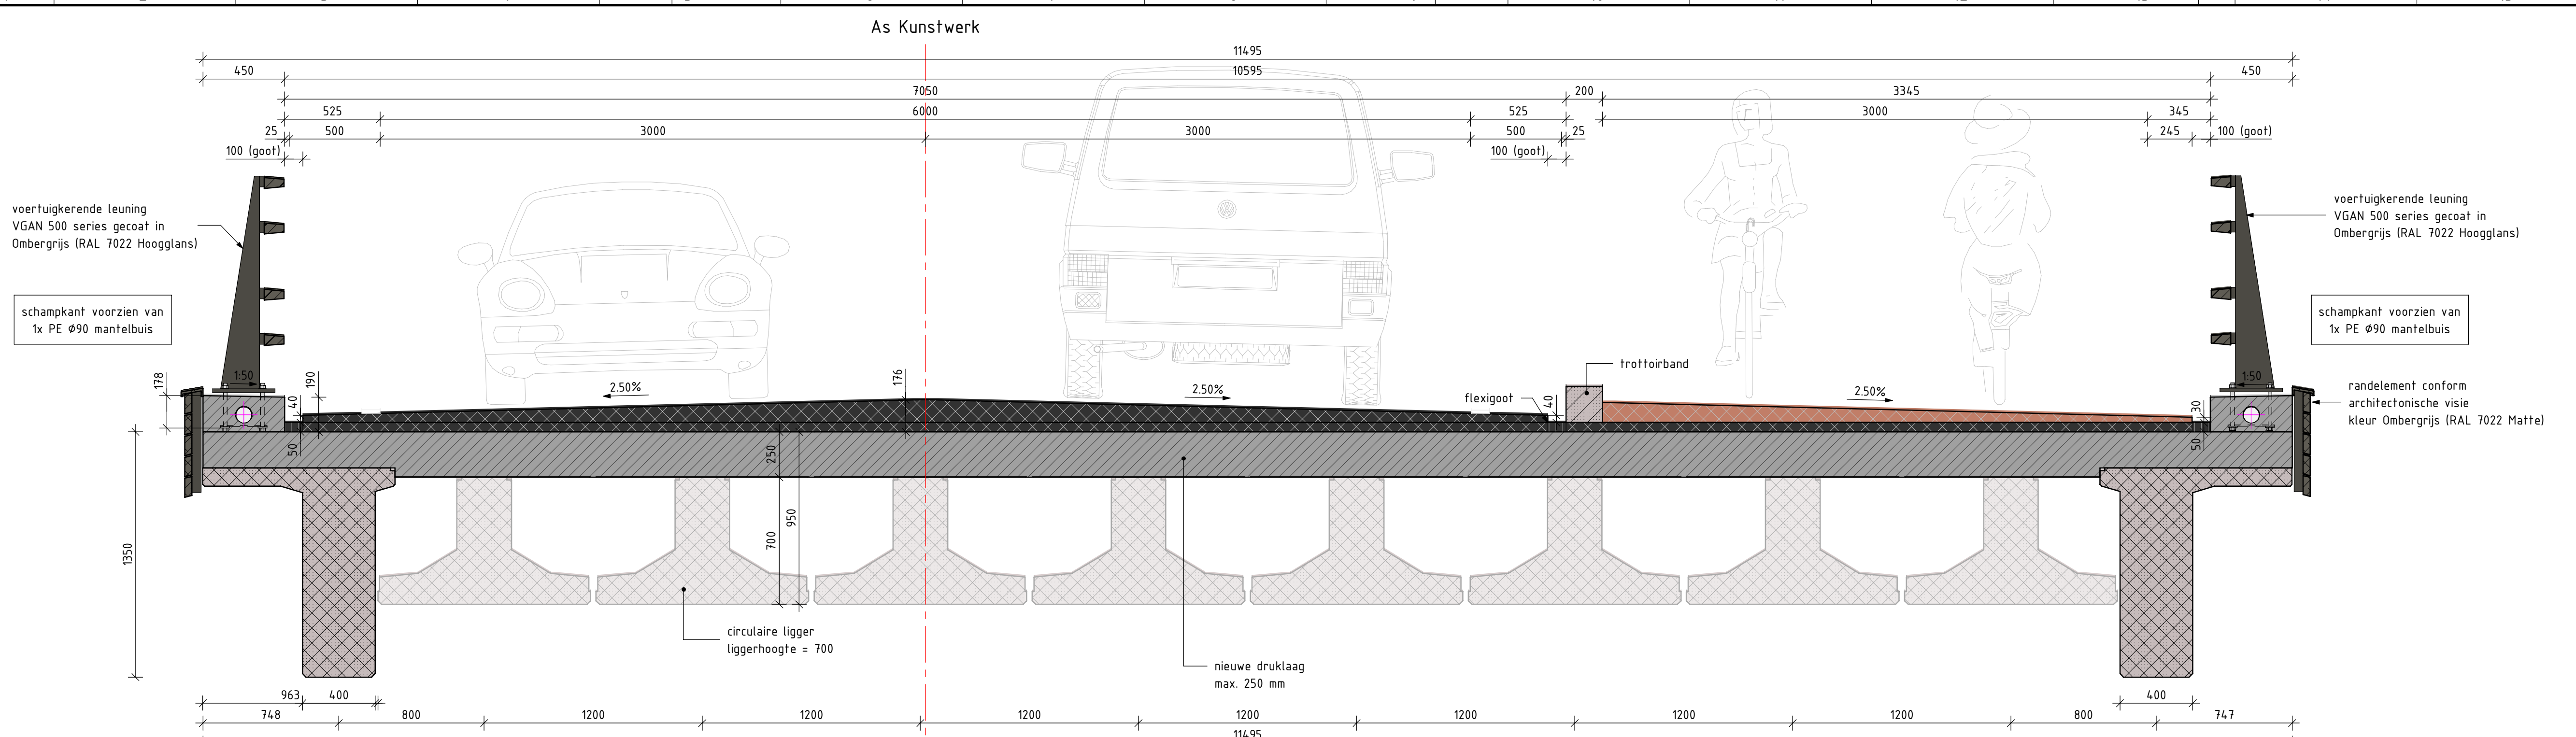 As Kunstwerk
11495
450 10595 450
7050 200 3345
525 6000 525 3000 345
25 500 3000 3000 500 25 245 100 (goot)
100 (goot) 100 (goot)
voertuigkerende leuning
VGAN 500 series gecoat in
Ombergrijs (RAL 7022 Hoogglans)
voertuigkerende leuning
VGAN 500 series gecoat in
Ombergrijs (RAL 7022 Hoogglans)
schampkant voorzien van
1x PE Ø90 mantelbuis
schampkant voorzien van
1x PE Ø90 mantelbuis
trottoirband
178 1:50 190 40 2.50% 176 2.50% flexigoot 40 2.50% 1:50 30
randelement conform
architectonische visie
kleur Ombergrijs (RAL 7022 Matte)
50 250 50
1350 700 950
circulaire ligger
liggerhoogte = 700
nieuwe druklaag
max. 250 mm
963 400 400
748 800 1200 1200 1200 1200 1200 1200 1200 800 747
11495